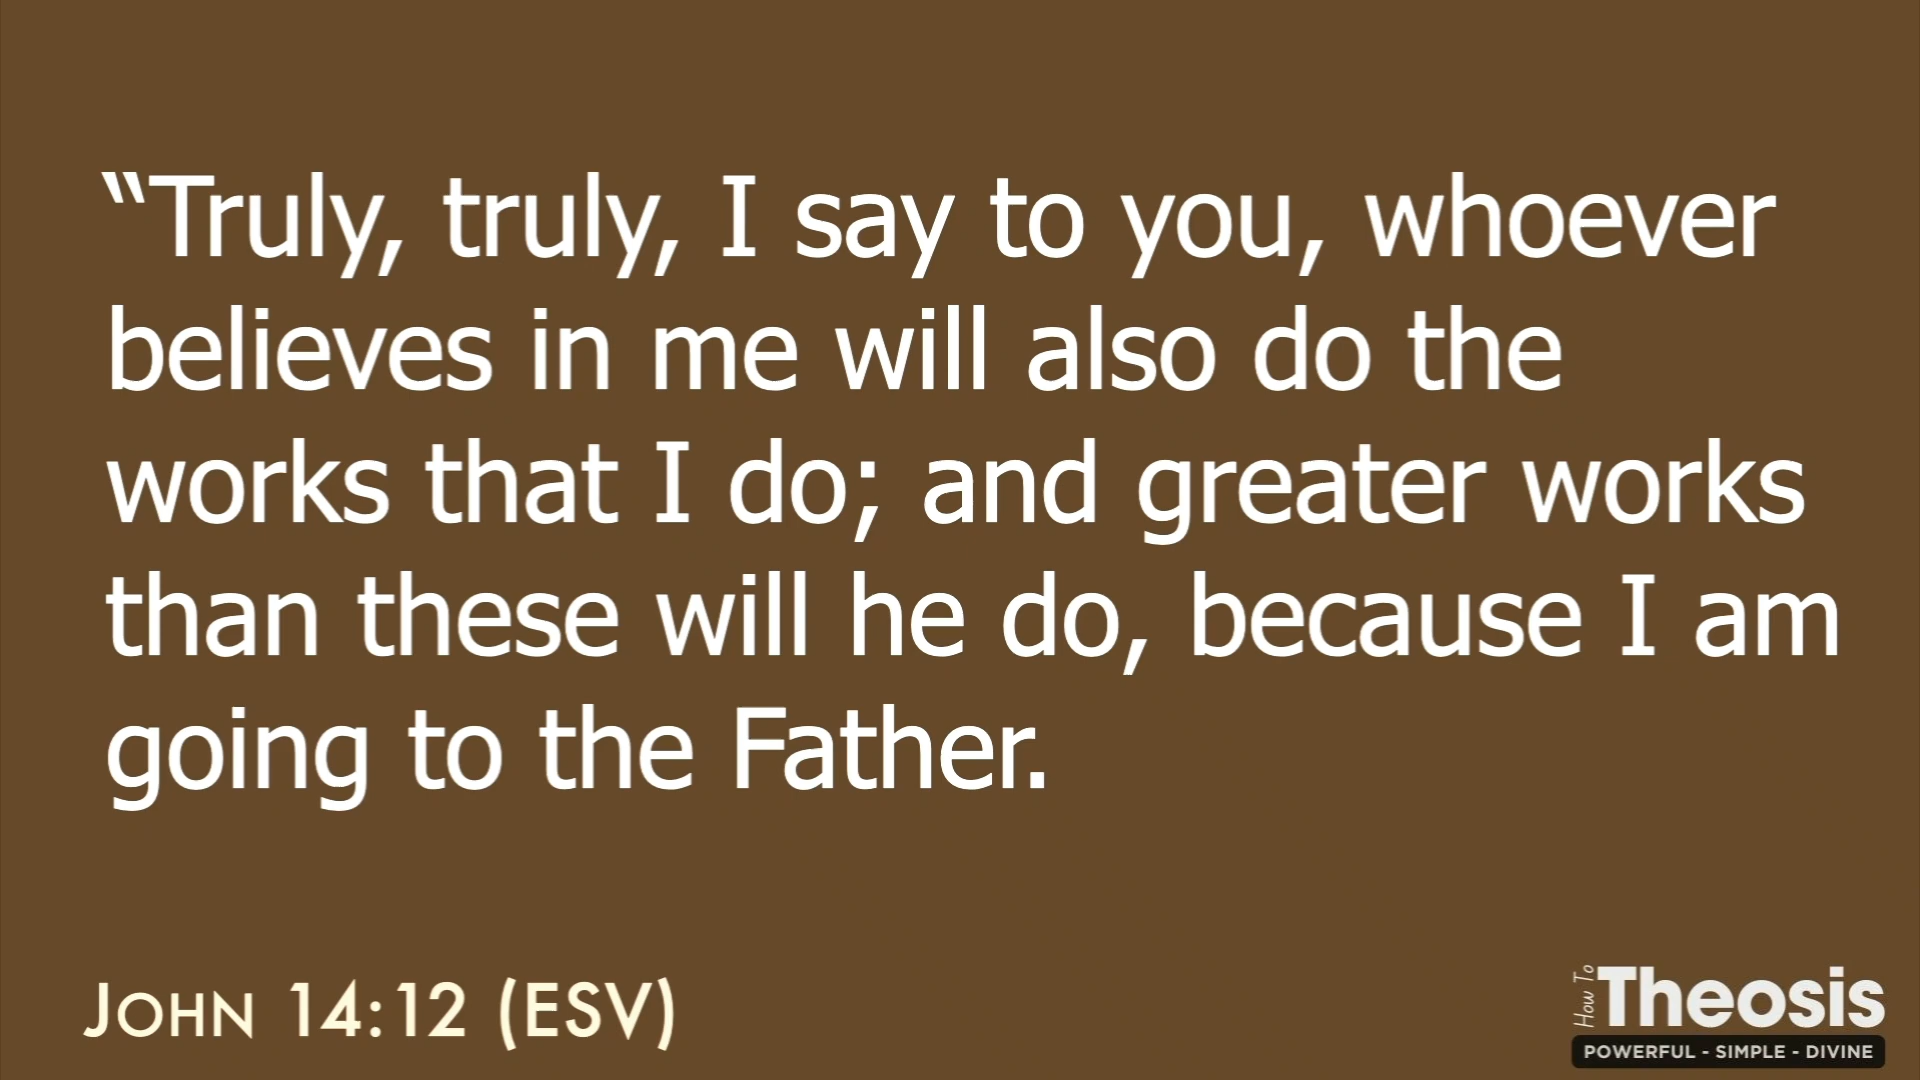 “Truly, truly, I say to you, whoever
believes in me will also do the
works that I do; and greater works
than these will he do, because I am
going to the Father.
John 14:12 (ESV)
How To
Theosis
POWERFUL - SIMPLE - DIVINE